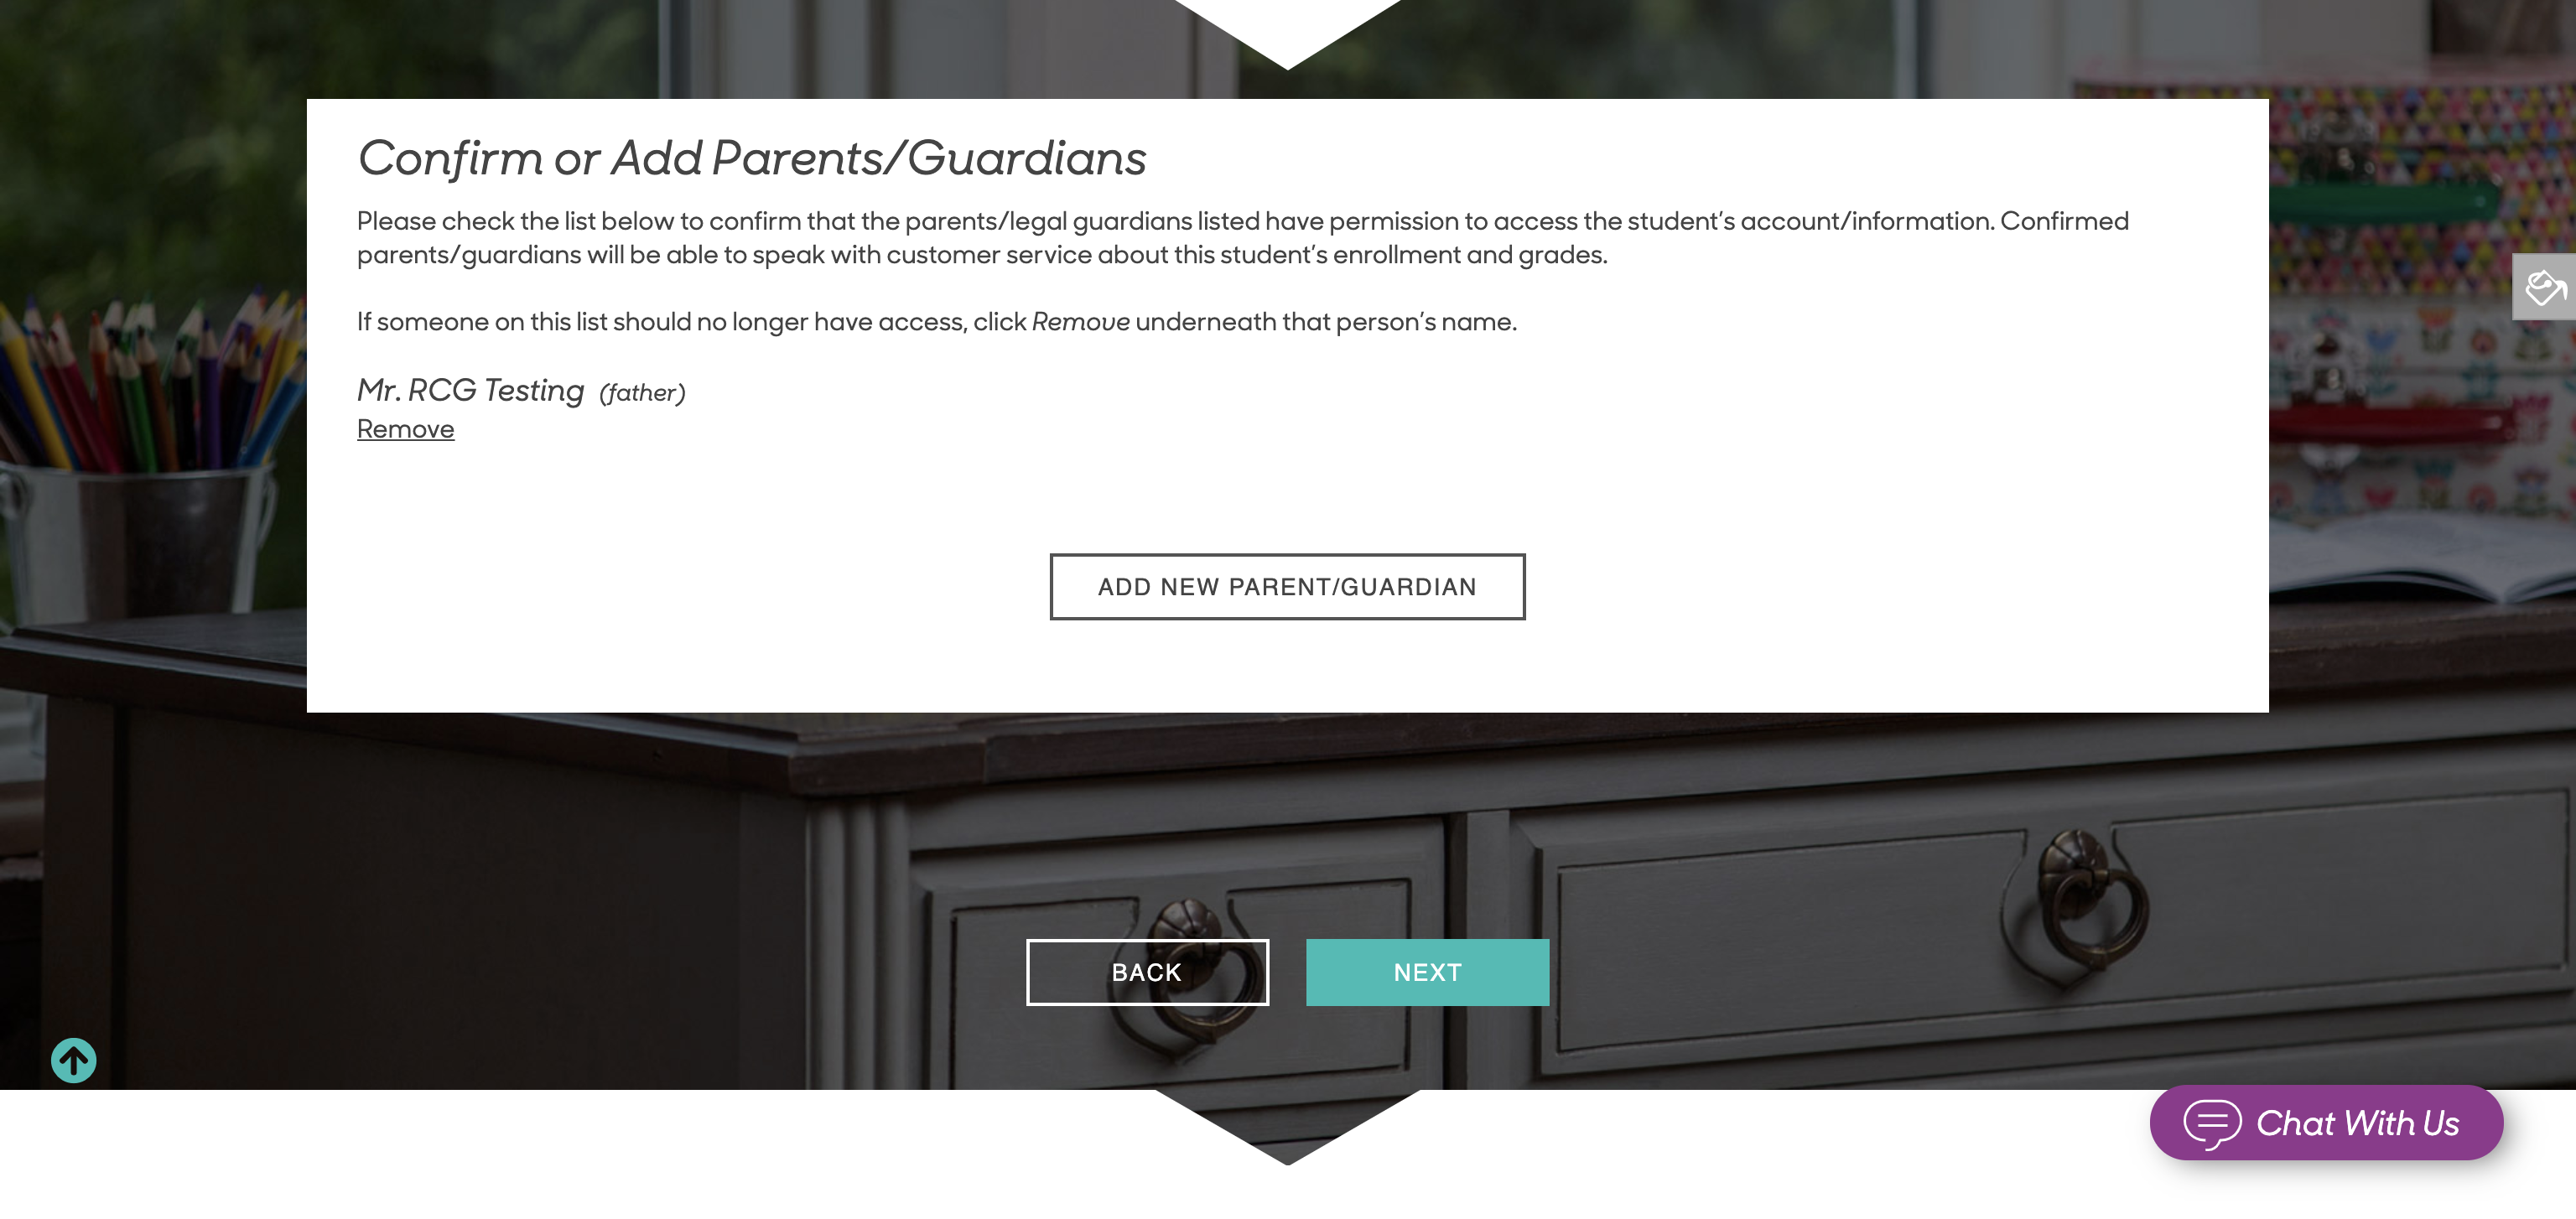 Confirm or Add Parents/Guardians
Please check the list below to confirm that the parents/legal guardians listed have permission to access the student’s account/information. Confirmed
parents/guardians will be able to speak with customer service about this student’s enrollment and grades.
If someone on this list should no longer have access, click Remove underneath that person’s name.
Mr. RCG Testing (father)
Remove
ADD NEW PARENT/GUARDIAN
BACK
NEXT
Chat With Us